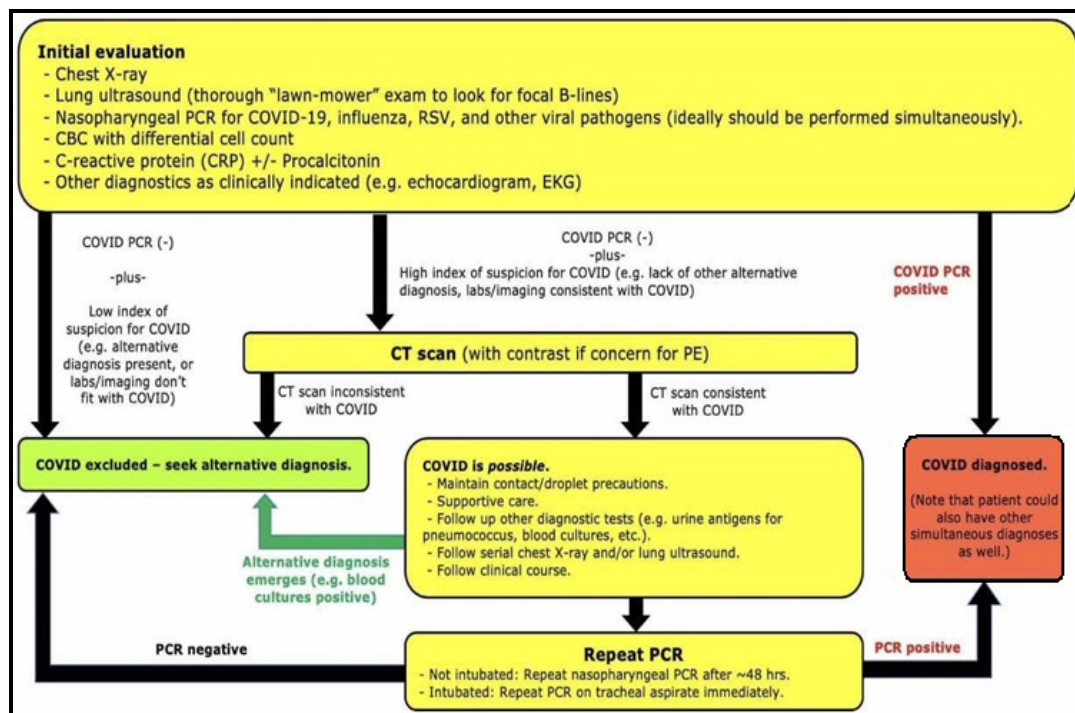 Initial evaluation
- Chest X-ray
- Lung ultrasound (thorough “lawn-mower” exam to look for focal B-lines)
- Nasopharyngeal PCR for COVID-19, influenza, RSV, and other viral pathogens (ideally should be performed simultaneously).
- CBC with differential cell count
- C-reactive protein (CRP) +/- Procalcitonin
- Other diagnostics as clinically indicated (e.g. echocardiogram, EKG)
COVID PCR (-)
-plus-
Low index of
suspicion for COVID
(e.g. alternative
diagnosis present, or
labs/imaging don’t
fit with COVID)
COVID PCR (-)
-plus-
High index of suspicion for COVID (e.g. lack of other alternative
diagnosis, labs/imaging consistent with COVID)
COVID PCR
positive
CT scan (with contrast if concern for PE)
CT scan inconsistent
with COVID
CT scan consistent
with COVID
COVID excluded – seek alternative diagnosis.
COVID is possible.
- Maintain contact/droplet precautions.
- Supportive care.
- Follow up other diagnostic tests (e.g. urine antigens for
pneumococcus, blood cultures, etc.).
- Follow serial chest X-ray and/or lung ultrasound.
- Follow clinical course.
COVID diagnosed.
(Note that patient could
also have other
simultaneous diagnoses
as well.)
Alternative diagnosis
emerges (e.g. blood
cultures positive)
PCR negative
Repeat PCR
- Not intubated: Repeat nasopharyngeal PCR after ~48 hrs.
- Intubated: Repeat PCR on tracheal aspirate immediately.
PCR positive